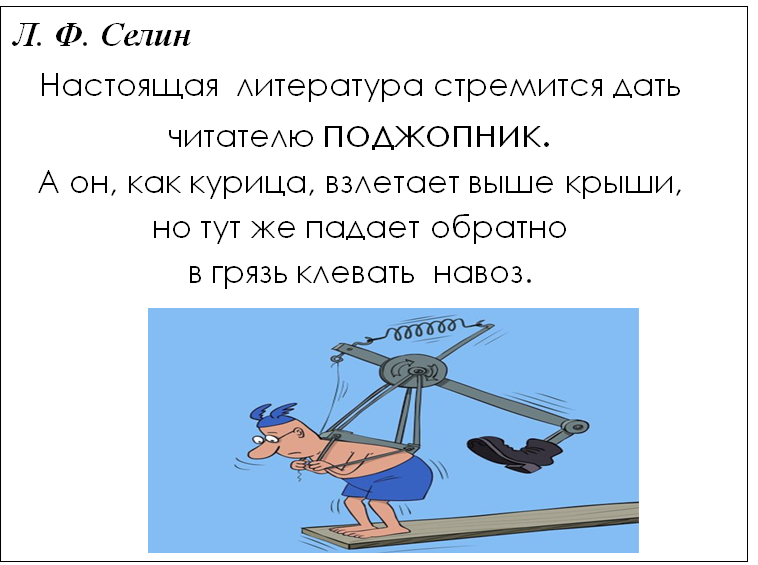 Л. Ф. Селин
Настоящая литература стремится дать
читателю поджопник.
А он, как курица, взлетает выше крыши,
но тут же падает обратно
в грязь клевать навоз.